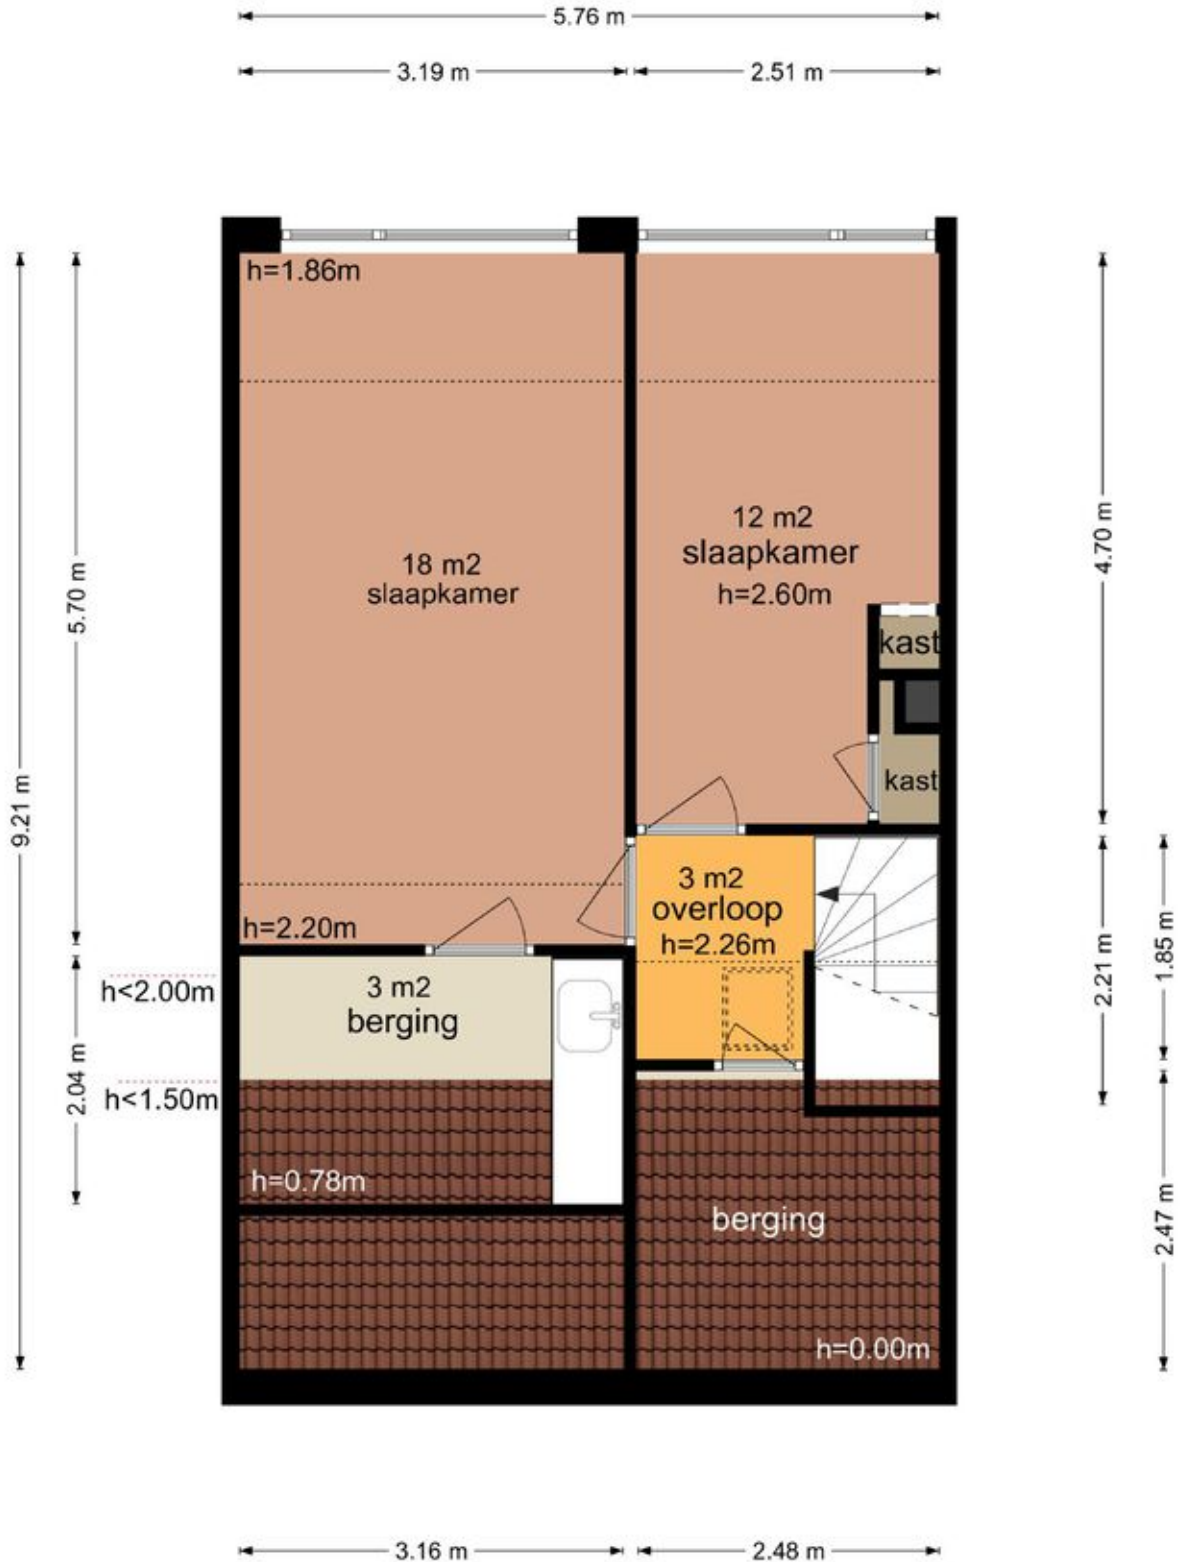 5.76 m
3.19 m
2.51 m
h=1.86m
12 m2
slaapkamer
h=2.60m
18 m2
slaapkamer
4.70 m
5.70 m
kast
kast
9.21 m
3 m2
overloop
h=2.26m
h=2.20m
2.21 m
1.85 m
h<2.00m
3 m2
berging
2.04 m
h<1.50m
h=0.78m
berging
2.47 m
h=0.00m
3.16 m
2.48 m